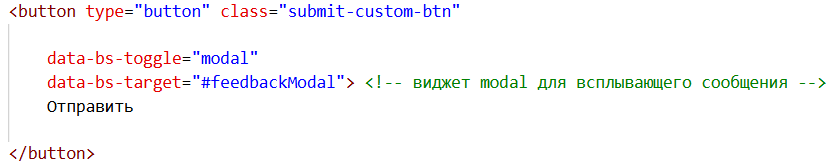 <button type="button" class="submit-custom-btn"
data-bs-toggle="modal"
data-bs-target="#feedbackModal"> <!-- виджет modal для всплывающего сообщения -->
Отправить
</button>